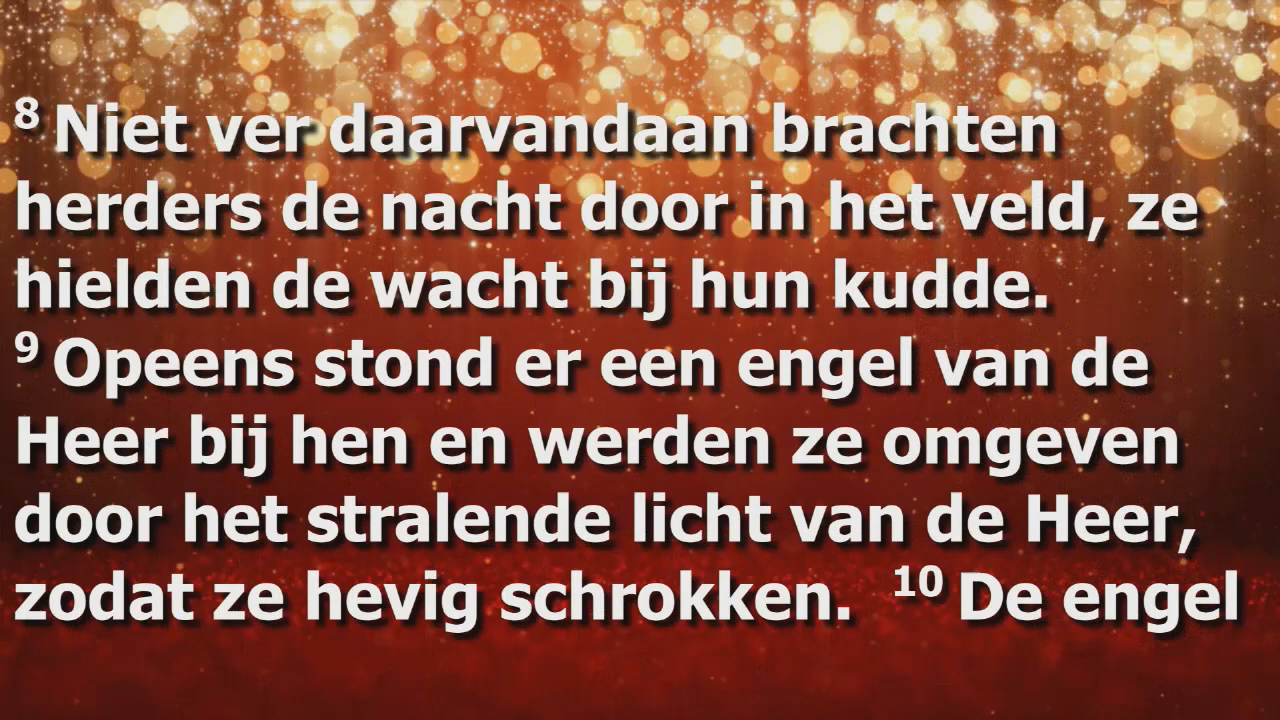 8 Niet ver daarvandaan brachten
herders de nacht door in het veld, ze
hielden de wacht bij hun kudde.
9 Opeens stond er een engel van de
Heer bij hen en werden ze omgeven
door het stralende licht van de Heer,
zodat ze hevig schrokken. 10 De engel